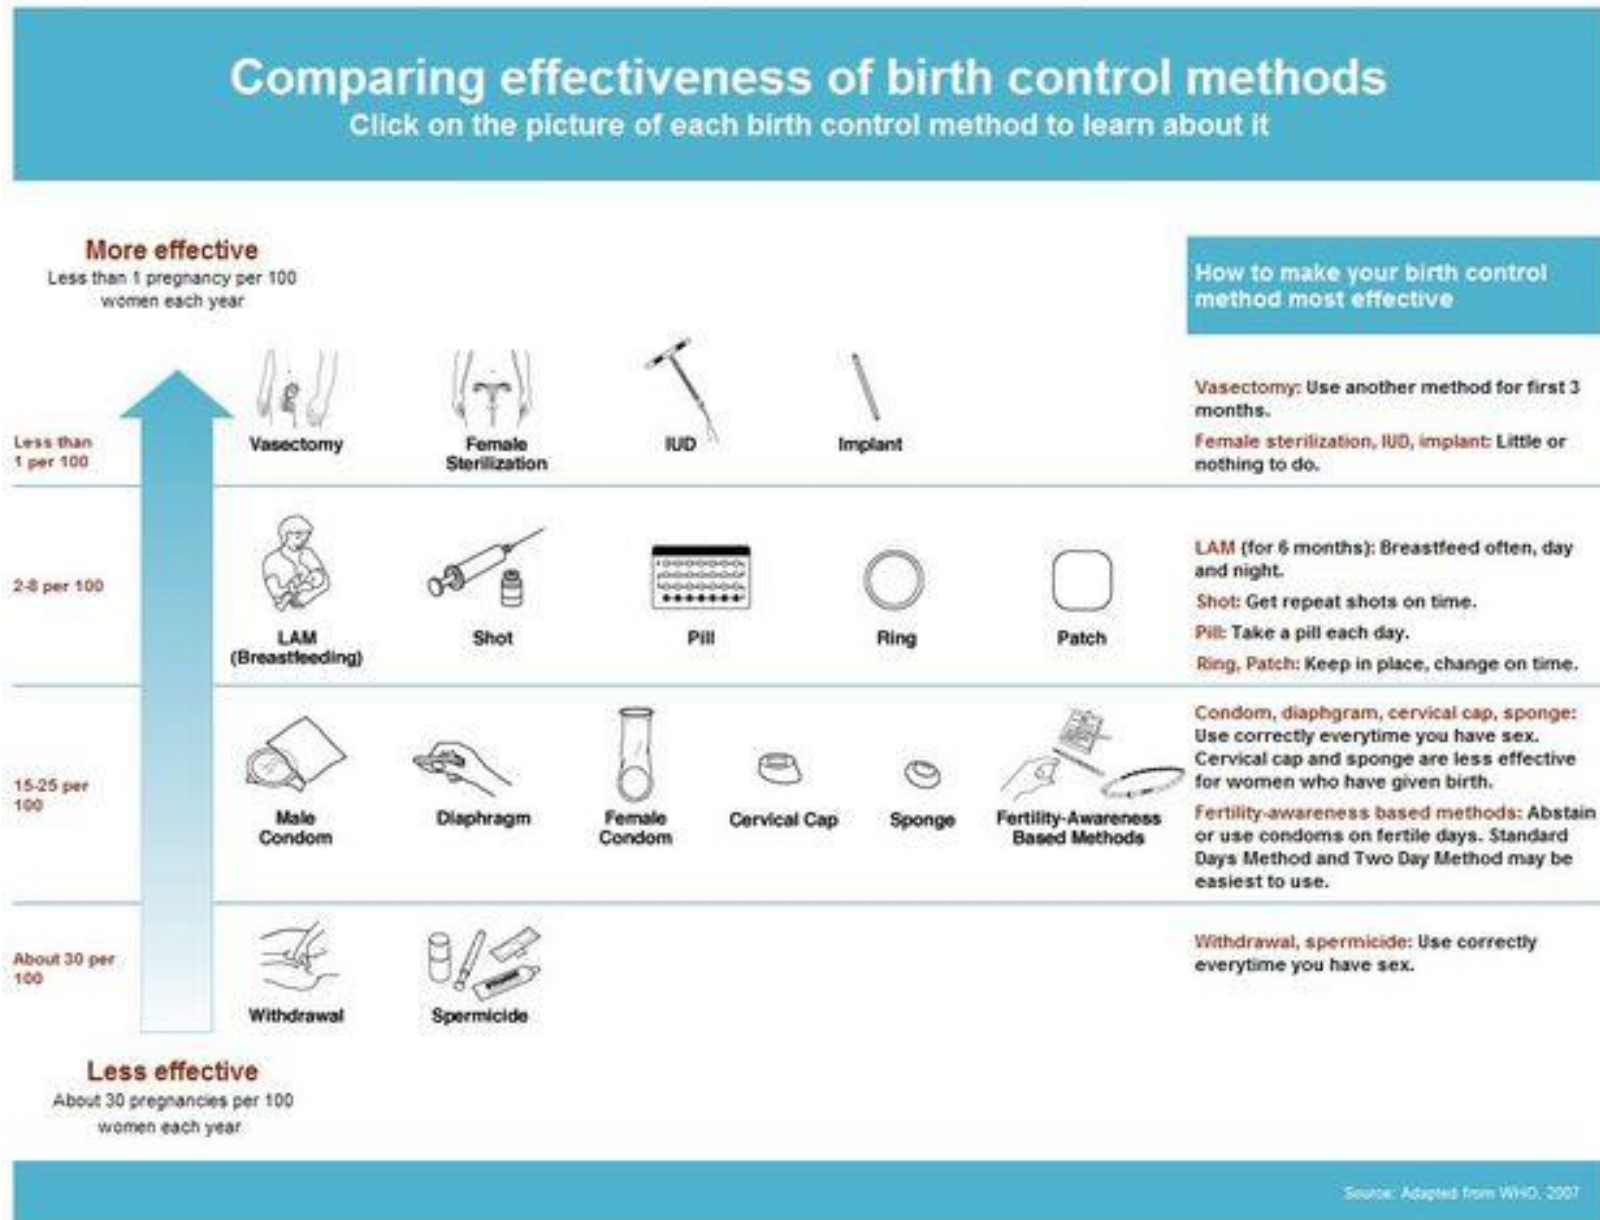 Comparing effectiveness of birth control methods
Click on the picture of each birth control method to learn about it
More effective
Less than 1 pregnancy per 100
women each year
How to make your birth control
method most effective
Less than
1 per 100
Vasectomy
Female
Sterilization
IUD
Implant
Vasectomy: Use another method for first 3
months.
Female sterilization, IUD, implant: Little or
nothing to do.
2-8 per 100
LAM
(Breastfeeding)
Shot
Pill
Ring
Patch
LAM (for 6 months): Breastfeed often, day
and night.
Shot: Get repeat shots on time.
Pill: Take a pill each day.
Ring, Patch: Keep in place, change on time.
15-25 per
100
Male
Condom
Diaphragm
Female
Condom
Cervical Cap
Sponge
Fertility-Awareness
Based Methods
Condom, diaphgram, cervical cap, sponge:
Use correctly everytime you have sex.
Cervical cap and sponge are less effective
for women who have given birth.
Fertility-awareness based methods: Abstain
or use condoms on fertile days. Standard
Days Method and Two Day Method may be
easiest to use.
About 30 per
100
Withdrawal
Spermicide
Withdrawal, spermicide: Use correctly
everytime you have sex.
Less effective
About 30 pregnancies per 100
women each year
Source: Adapted from WHO, 2007